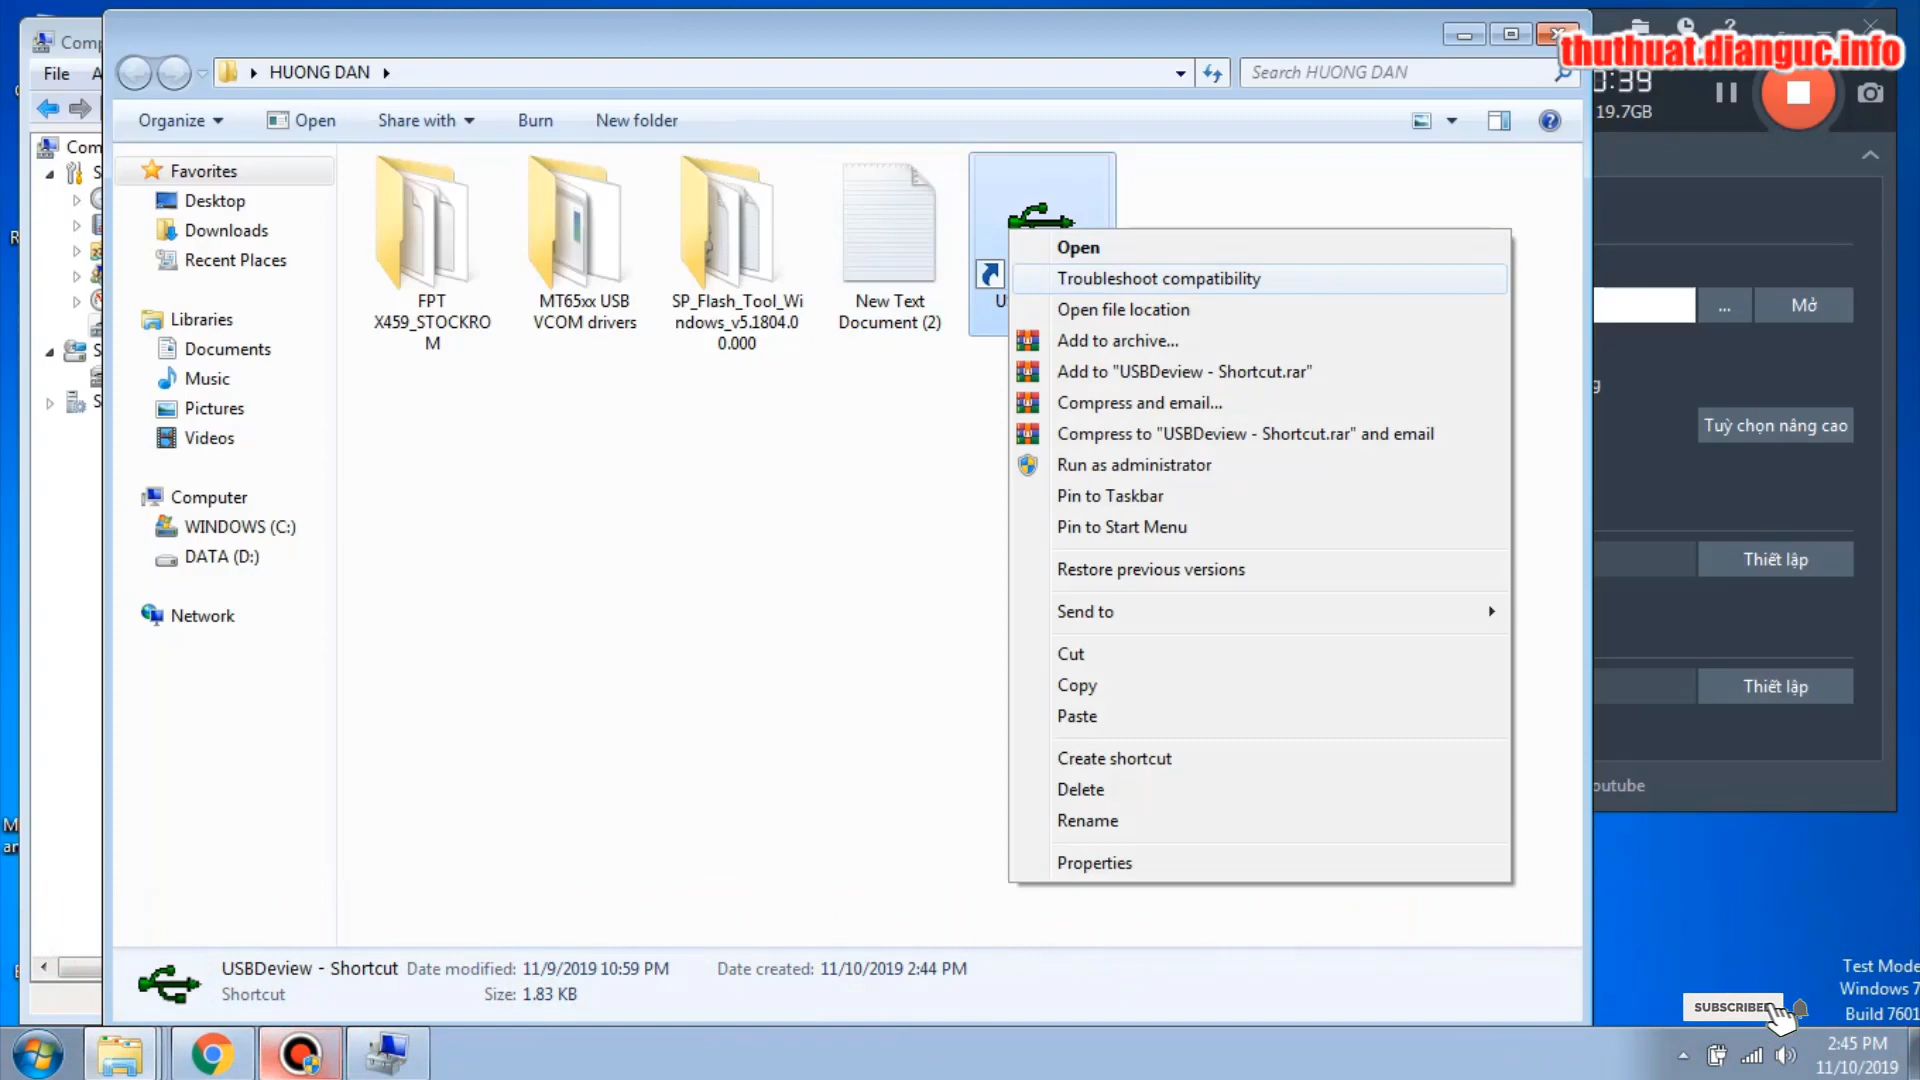 Comp
File
A
Com
HUONG DAN
Search HUONG DAN
thuthuat.dianguc.info
:39
19.7GB
Organize
Open
Share with
Burn
New folder
Favorites
Desktop
Downloads
Recent Places
Libraries
Documents
Music
Pictures
Videos
Computer
WINDOWS (C:)
DATA (D:)
Network
FPT
X459_STOCKRO
M
MT65xx USB
VCOM drivers
SP_Flash_Tool_Wi
ndows_v5.1804.0
0.000
New Text
Document (2)
Open
Troubleshoot compatibility
Open file location
Add to archive...
Add to "USBDeview - Shortcut.rar"
Compress and email...
Compress to "USBDeview - Shortcut.rar" and email
Run as administrator
Pin to Taskbar
Pin to Start Menu
Restore previous versions
Send to
Cut
Copy
Paste
Create shortcut
Delete
Rename
Properties
...
Mở
g
Tuỳ chọn nâng cao
Thiết lập
Thiết lập
outube
USBDeview - Shortcut
Date modified: 11/9/2019 10:59 PM
Date created: 11/10/2019 2:44 PM
Shortcut
Size: 1.83 KB
Test Mode
Windows 7
Build 7601
SUBSCRIBED
2:45 PM
11/10/2019